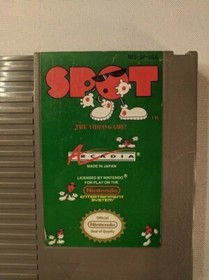 SPOT
THE VIDEO GAME!
ARCADIA
MADE IN JAPAN
LICENSED BY NINTENDO
FOR PLAY ON THE
Nintendo
ENTERTAINMENT
SYSTEM
Official
Nintendo
Seal of Quality